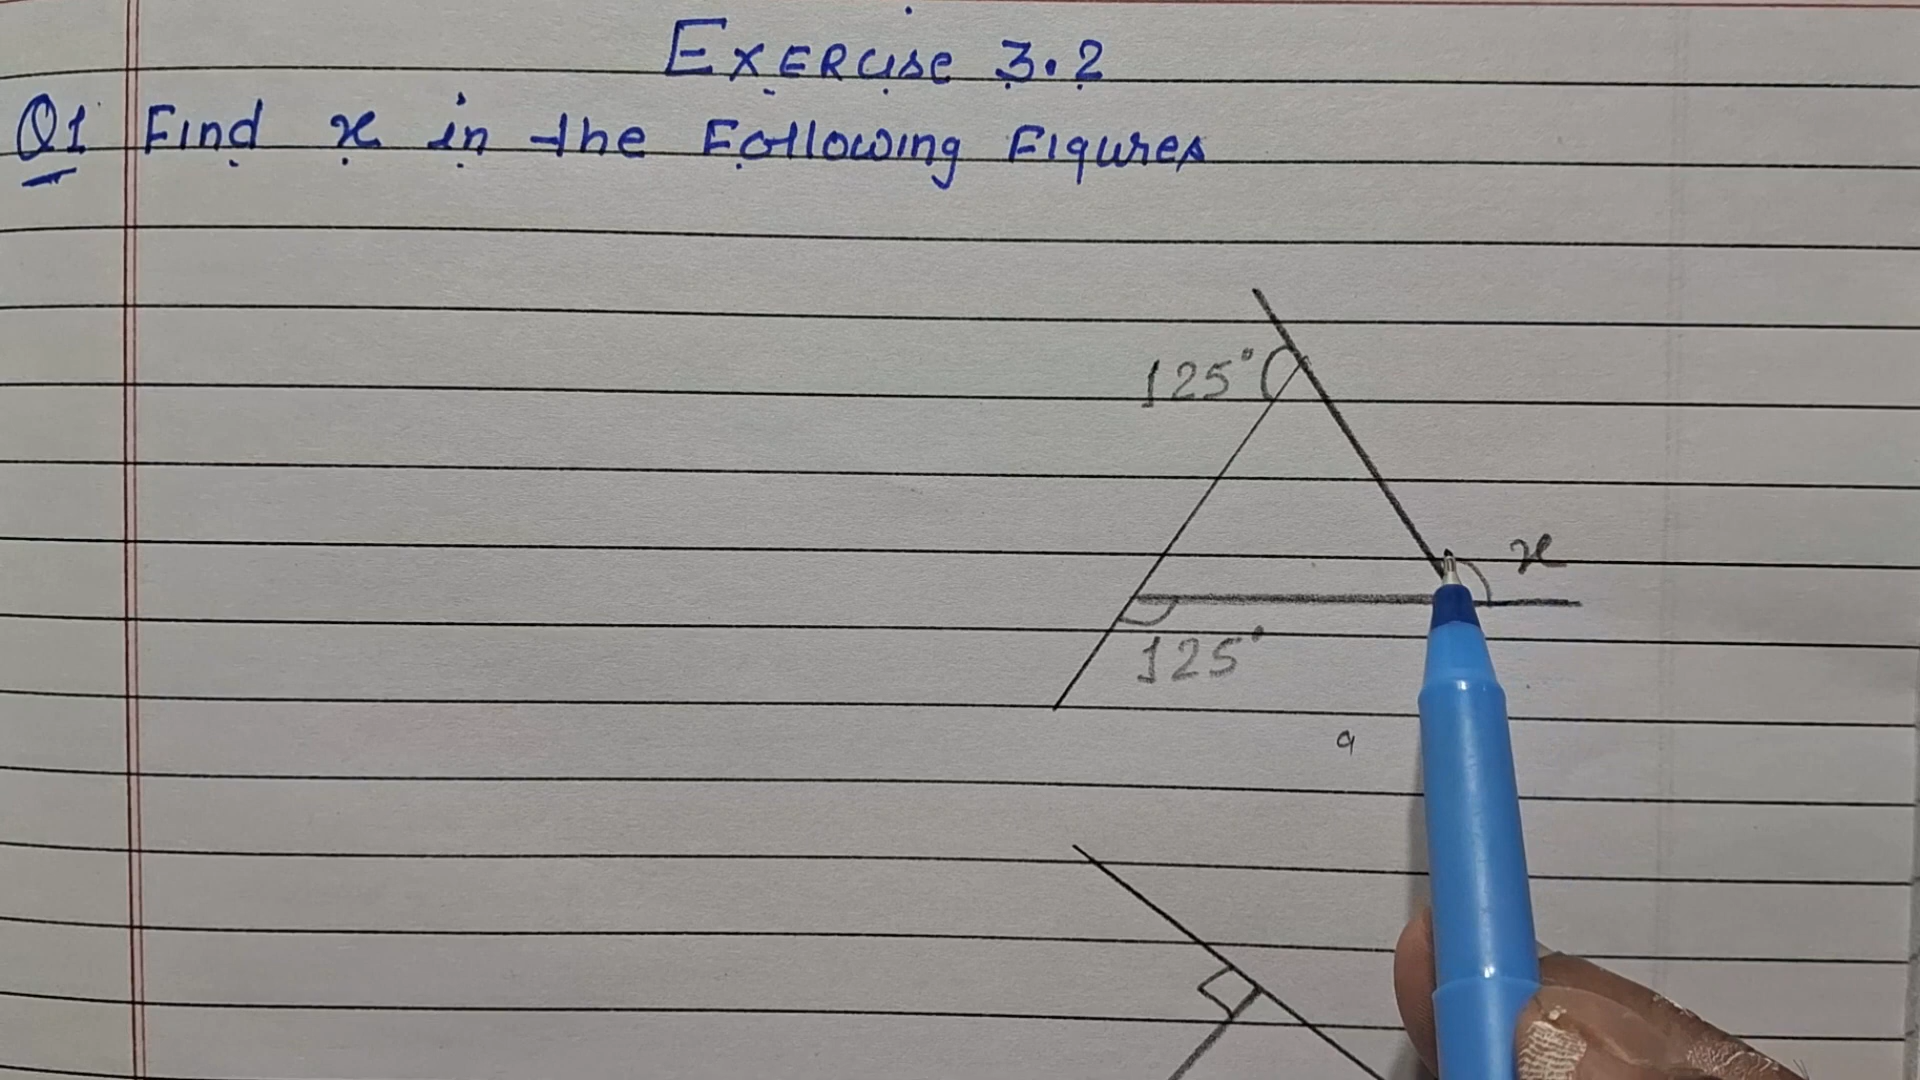 Exercise 3.2
Q1 Find x in the Following Figures
125°
x
125°
a